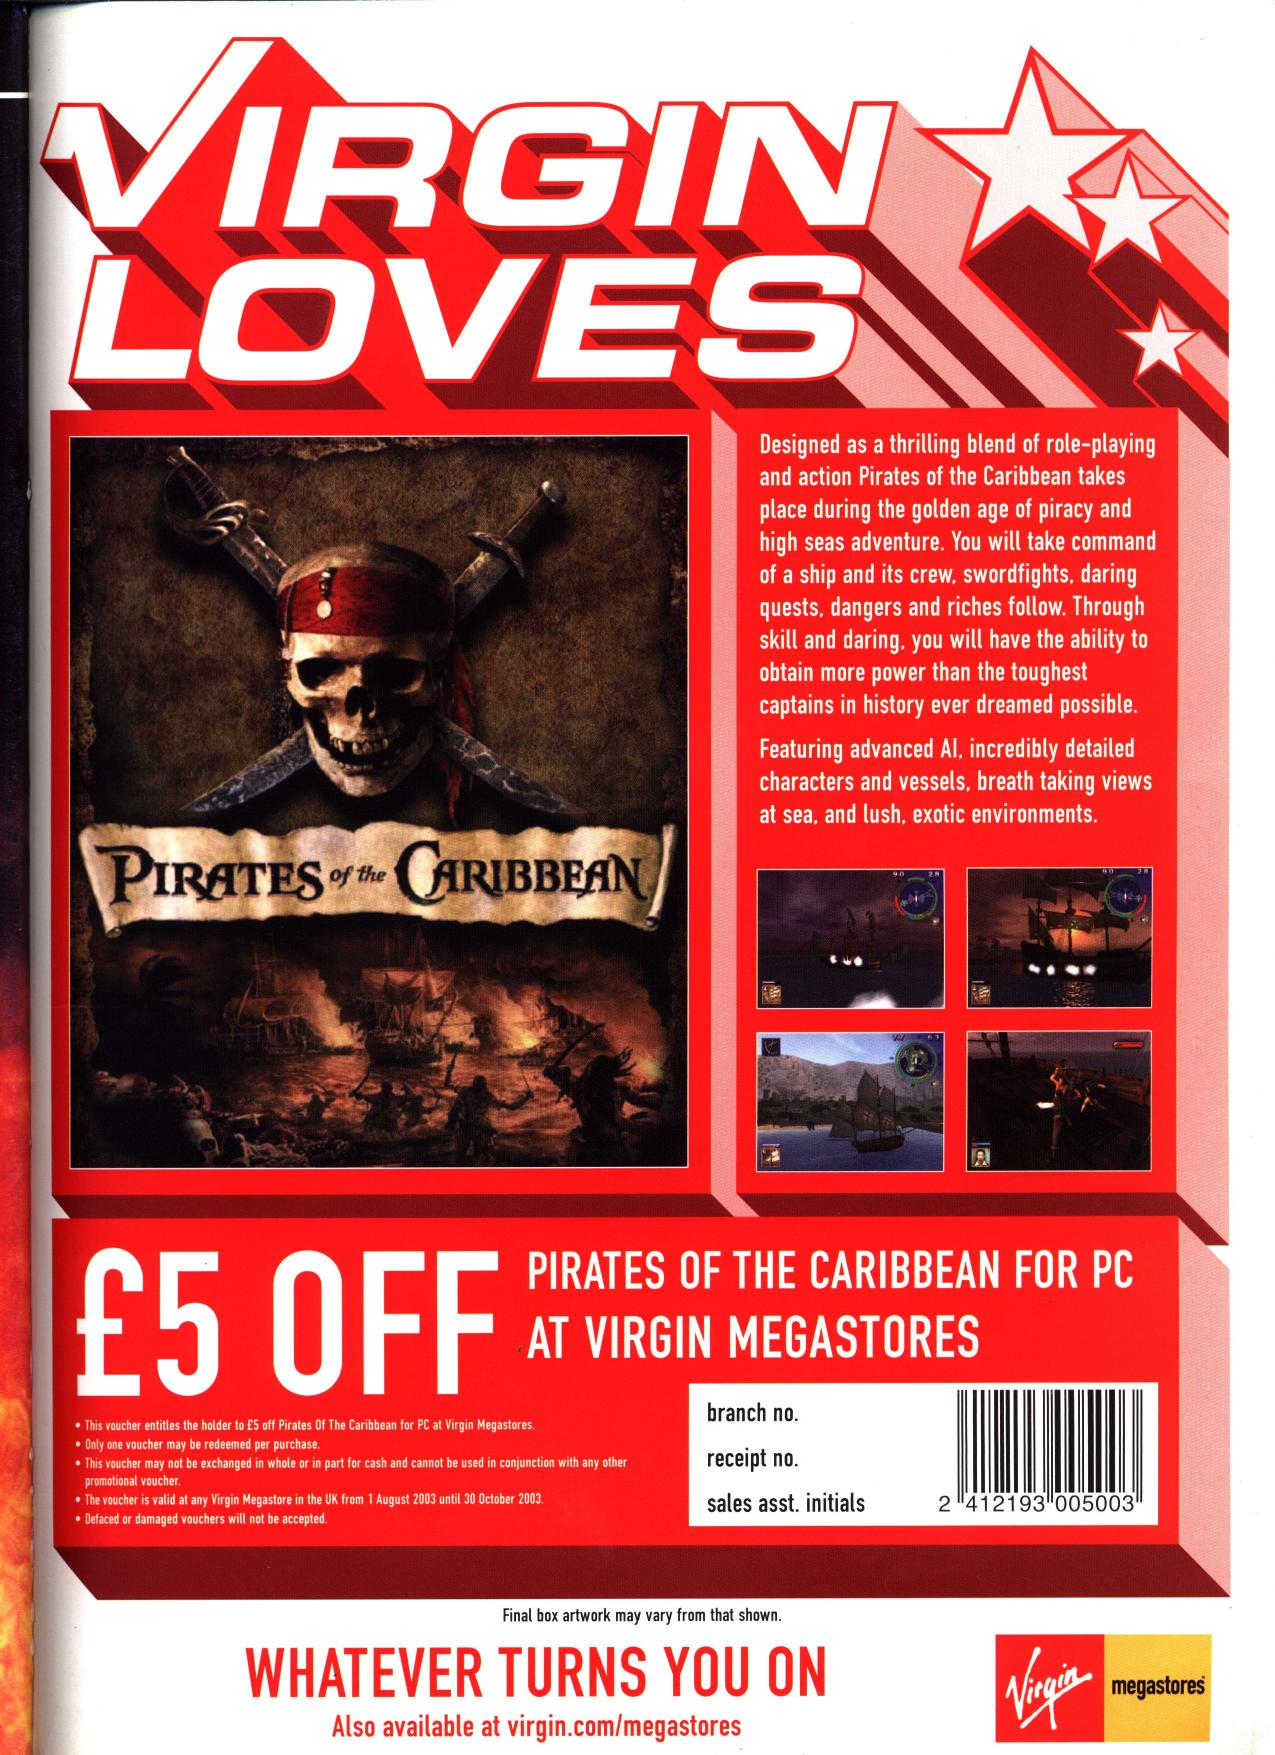 VIRGIN
LOVES
PIRATES of the CARIBBEAN
Designed as a thrilling blend of role-playing
and action Pirates of the Caribbean takes
place during the golden age of piracy and
high seas adventure. You will take command
of a ship and its crew, swordfights, daring
quests, dangers and riches follow. Through
skill and daring, you will have the ability to
obtain more power than the toughest
captains in history ever dreamed possible.
Featuring advanced AI, incredibly detailed
characters and vessels, breath taking views
at sea, and lush, exotic environments.
90 28
90 28
63
£5 OFF
PIRATES OF THE CARIBBEAN FOR PC
AT VIRGIN MEGASTORES
• This voucher entitles the holder to £5 off Pirates Of The Caribbean for PC at Virgin Megastores.
• Only one voucher may be redeemed per purchase.
• This voucher may not be exchanged in whole or in part for cash and cannot be used in conjunction with any other
promotional voucher.
• The voucher is valid at any Virgin Megastore in the UK from 1 August 2003 until 30 October 2003.
• Defaced or damaged vouchers will not be accepted.
branch no.
receipt no.
sales asst. initials
2 412193 005003
Final box artwork may vary from that shown.
WHATEVER TURNS YOU ON
Also available at virgin.com/megastores
Virgin megastores